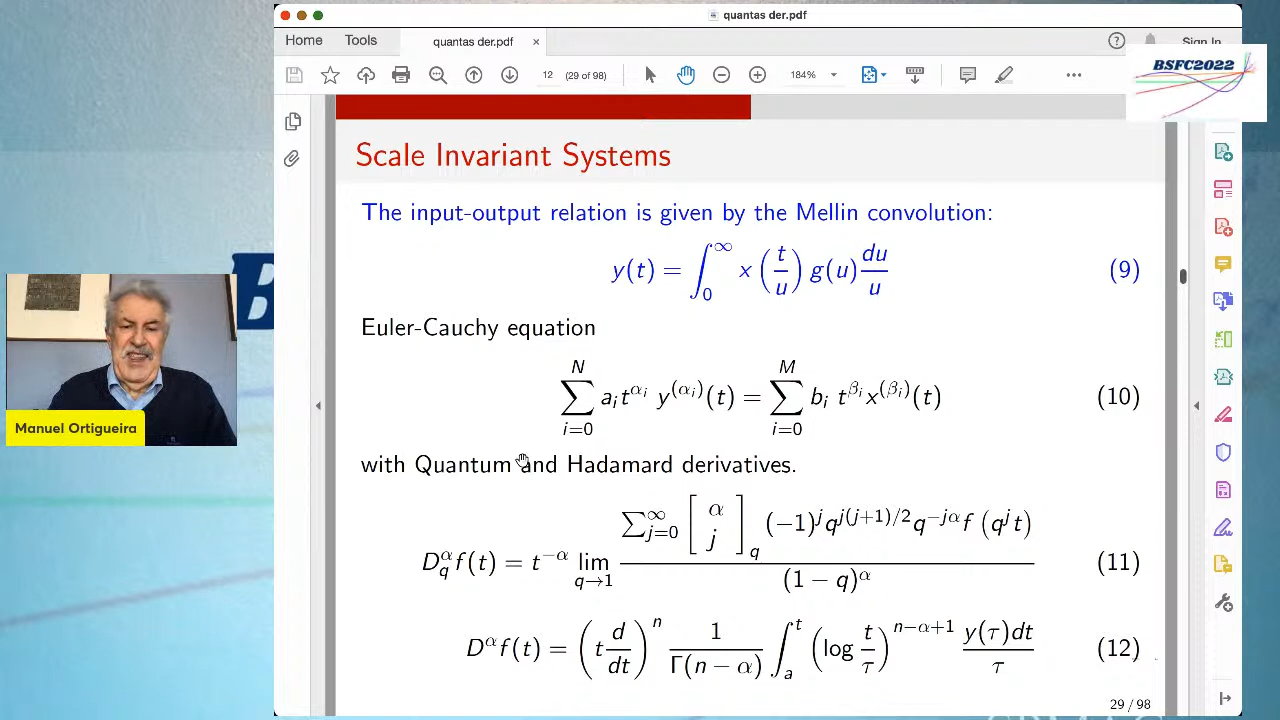 quantas der.pdf
Home Tools quantas der.pdf × Sign In
(29 of 98) 184%
BSFC2022
Scale Invariant Systems
The input-output relation is given by the Mellin convolution:
y(t) = ∫₀^∞ x (t/u) g(u) du/u (9)
Euler-Cauchy equation
∑_{i=0}^{N} a_i t^{α_i} y^{(α_i)}(t) = ∑_{i=0}^{M} b_i t^{β_i} x^{(β_i)}(t) (10)
with Quantum and Hadamard derivatives.
D_q^α f(t) = t^{−α} lim_{q→1} ∑_{j=0}^{∞} [α j]_q (−1)^j q^{j(j+1)/2} q^{−jα} f (q^j t) / (1 − q)^α (11)
D^α f(t) = (t d/dt)^n 1/Γ(n − α) ∫_a^t (log t/τ)^{n−α+1} y(τ)dt/τ (12)
29 / 98
Manuel Ortigueira